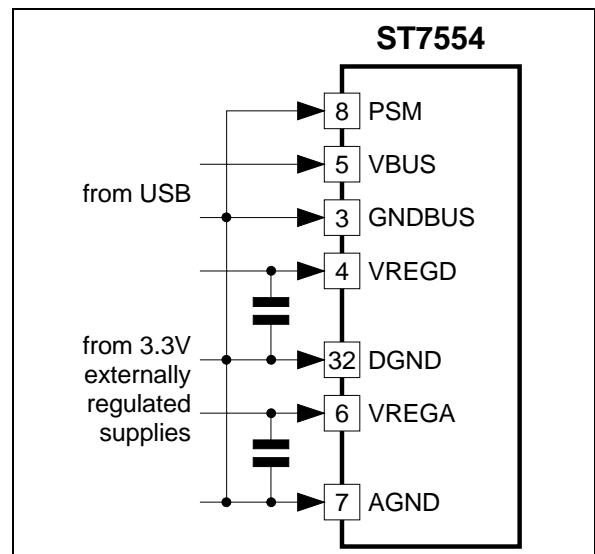 ST7554
8 PSM
5 VBUS
from USB
3 GNDBUS
4 VREGD
from 3.3V
externally
regulated
supplies
32 DGND
6 VREGA
7 AGND